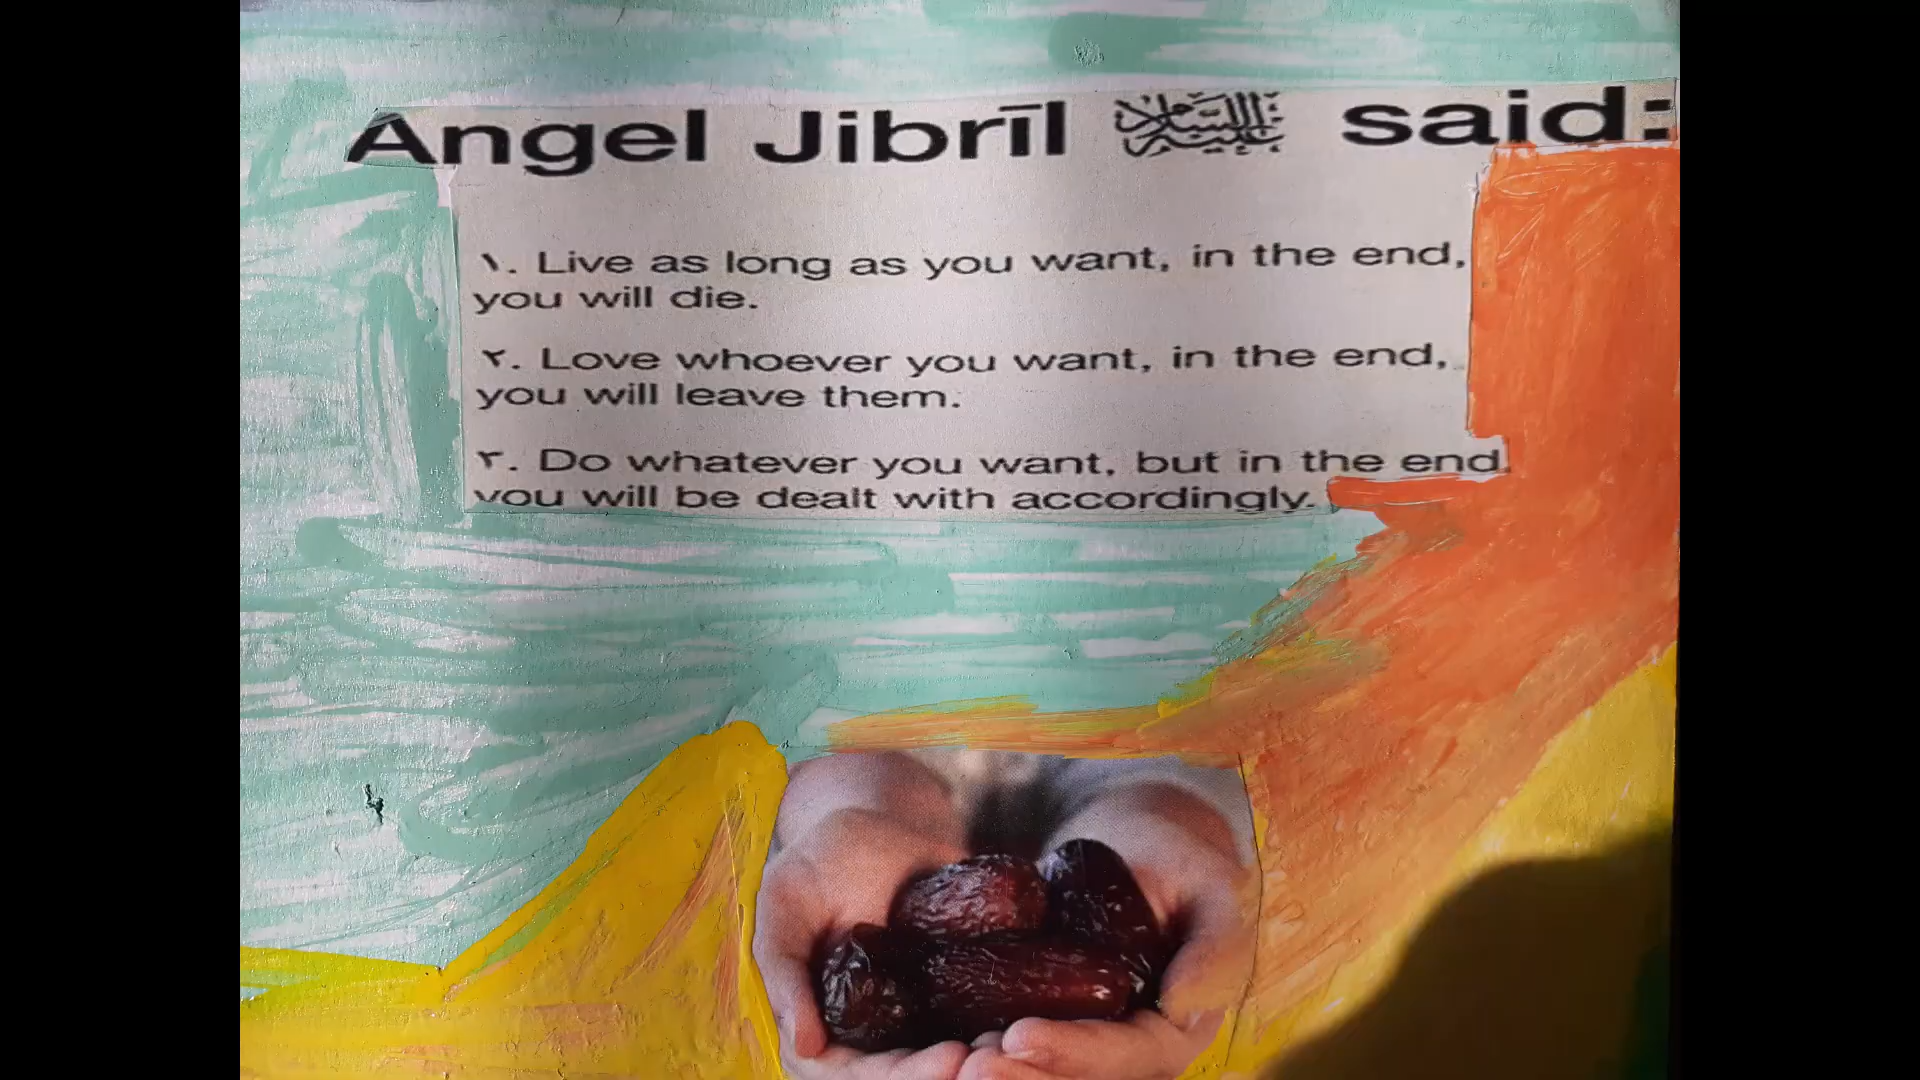 Angel Jibrīl عليه السلام said:
١. Live as long as you want, in the end,
you will die.
٢. Love whoever you want, in the end,
you will leave them.
٣. Do whatever you want, but in the end
you will be dealt with accordingly.